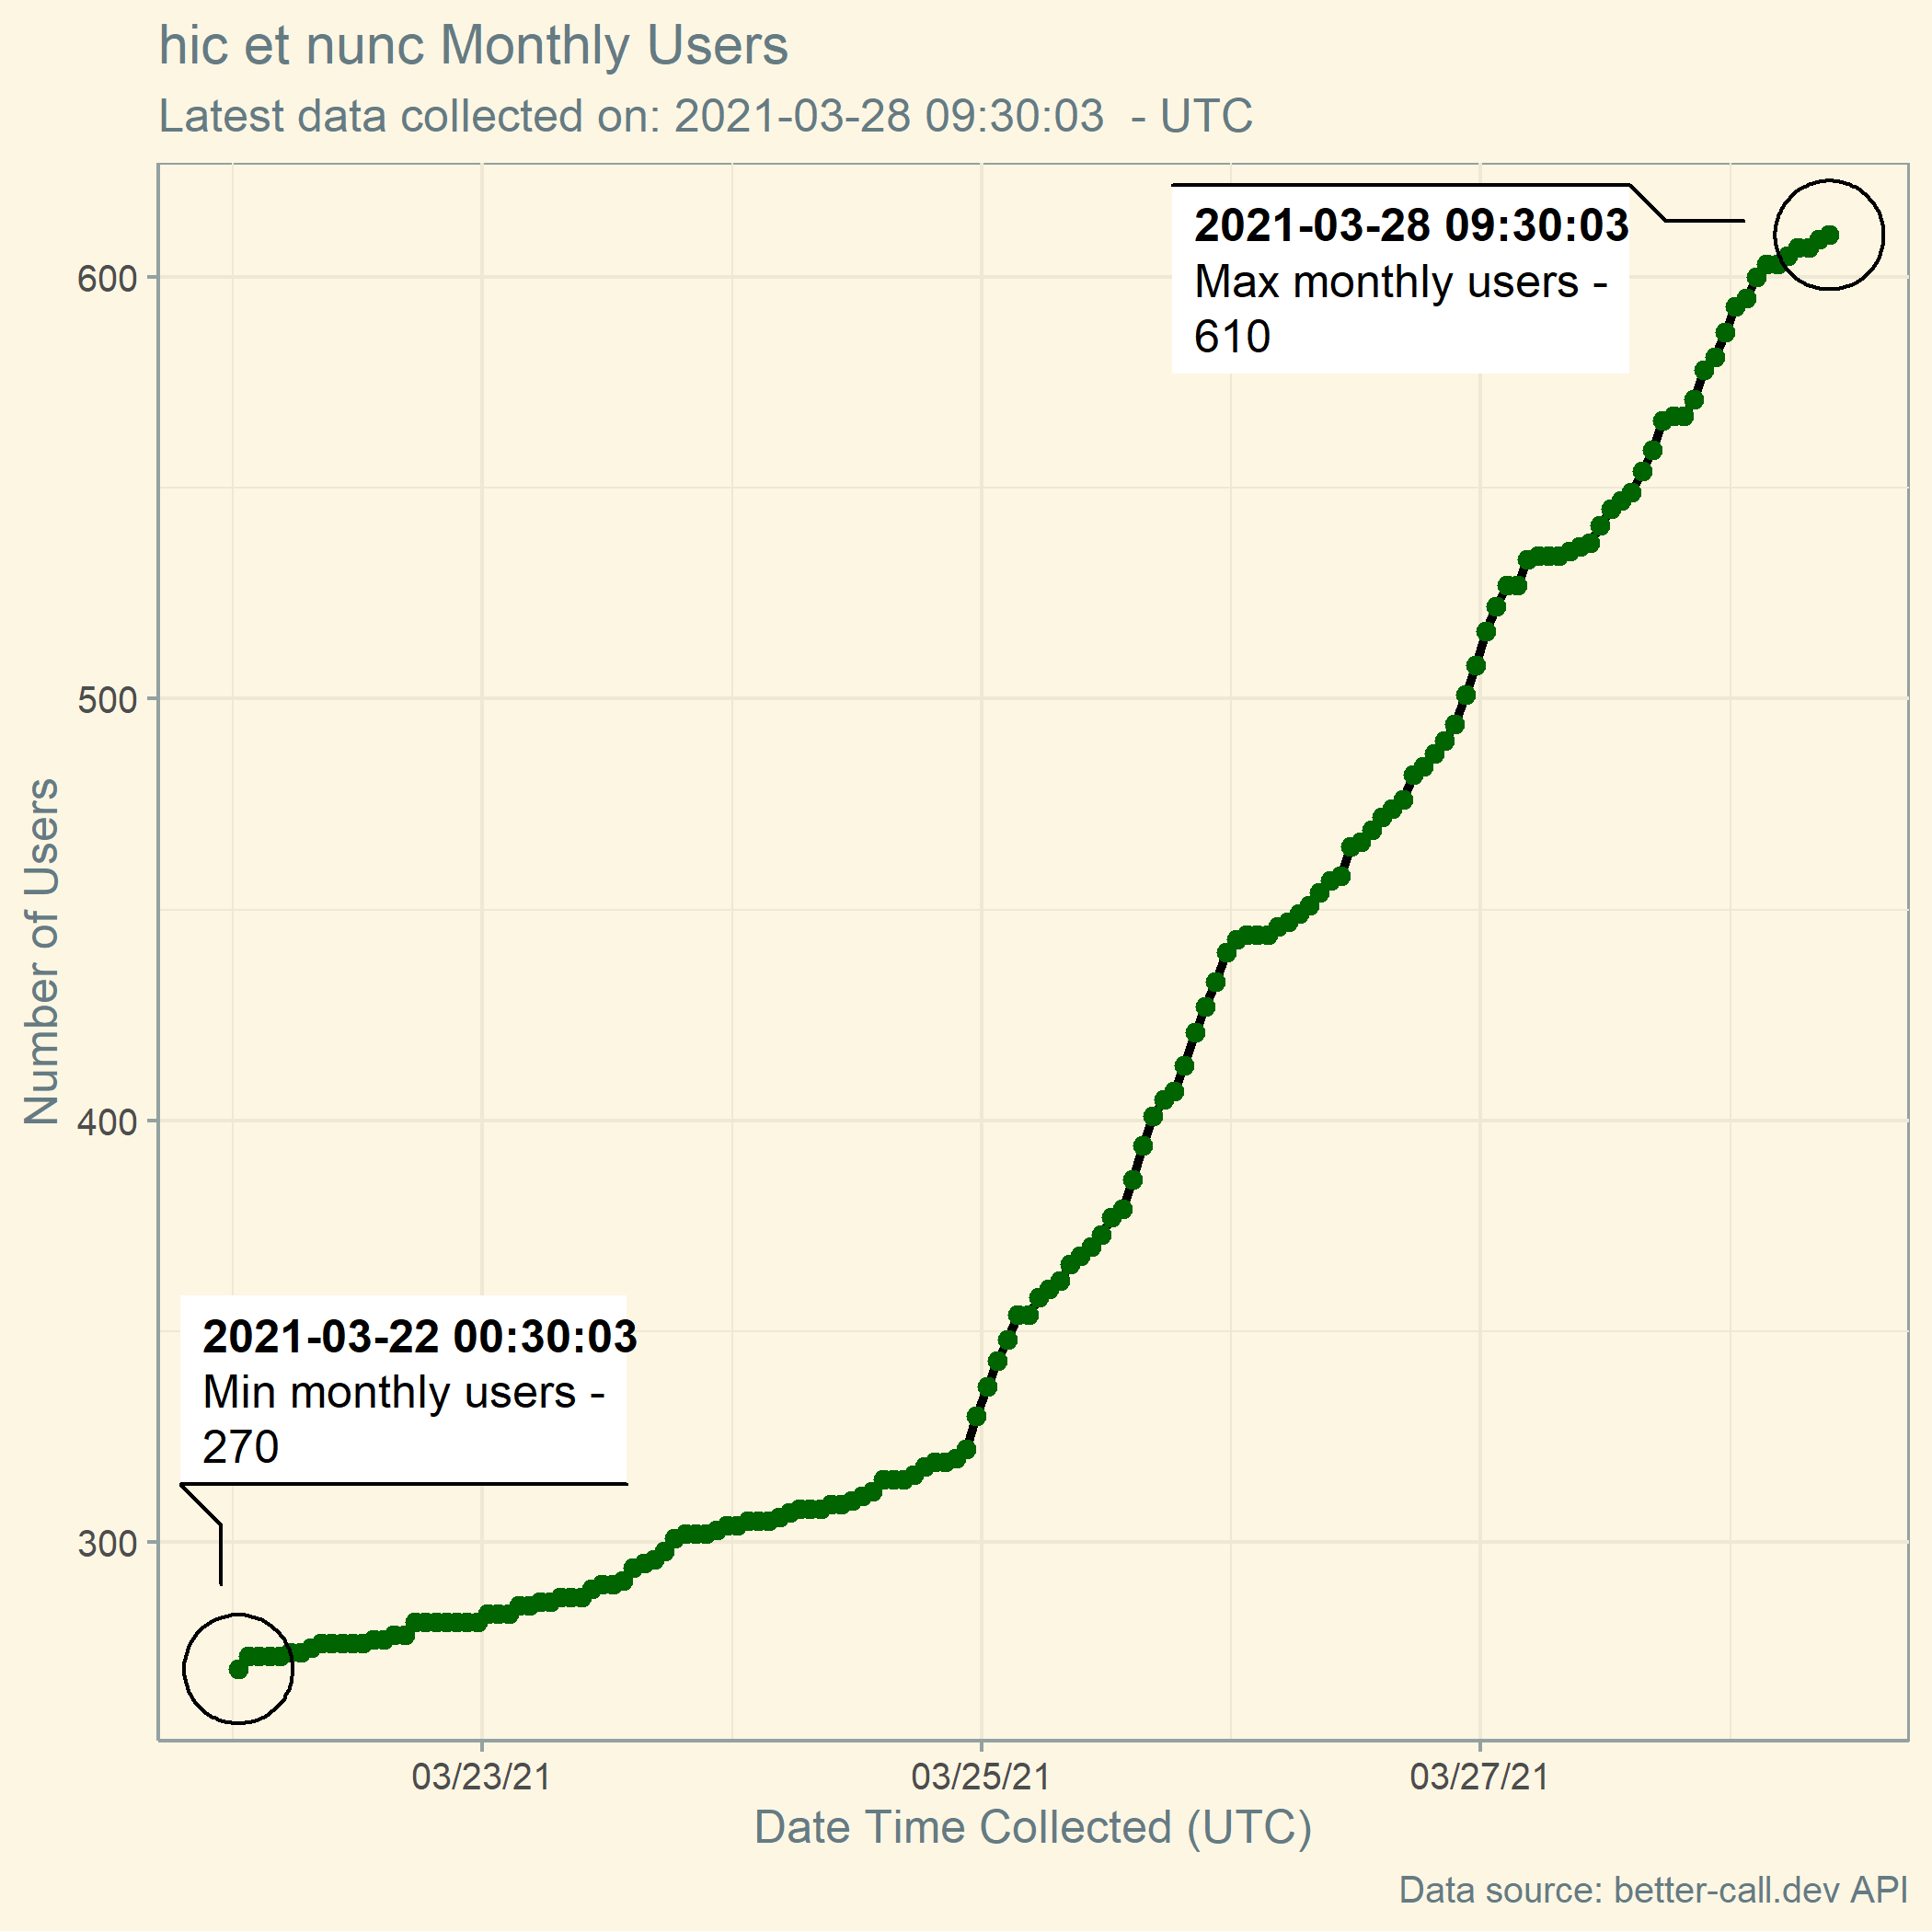 hic et nunc Monthly Users
Latest data collected on: 2021-03-28 09:30:03  - UTC
2021-03-28 09:30:03
Max monthly users -
610
600
500
400
300
Number of Users
2021-03-22 00:30:03
Min monthly users -
270
03/23/21
03/25/21
03/27/21
Date Time Collected (UTC)
Data source: better-call.dev API